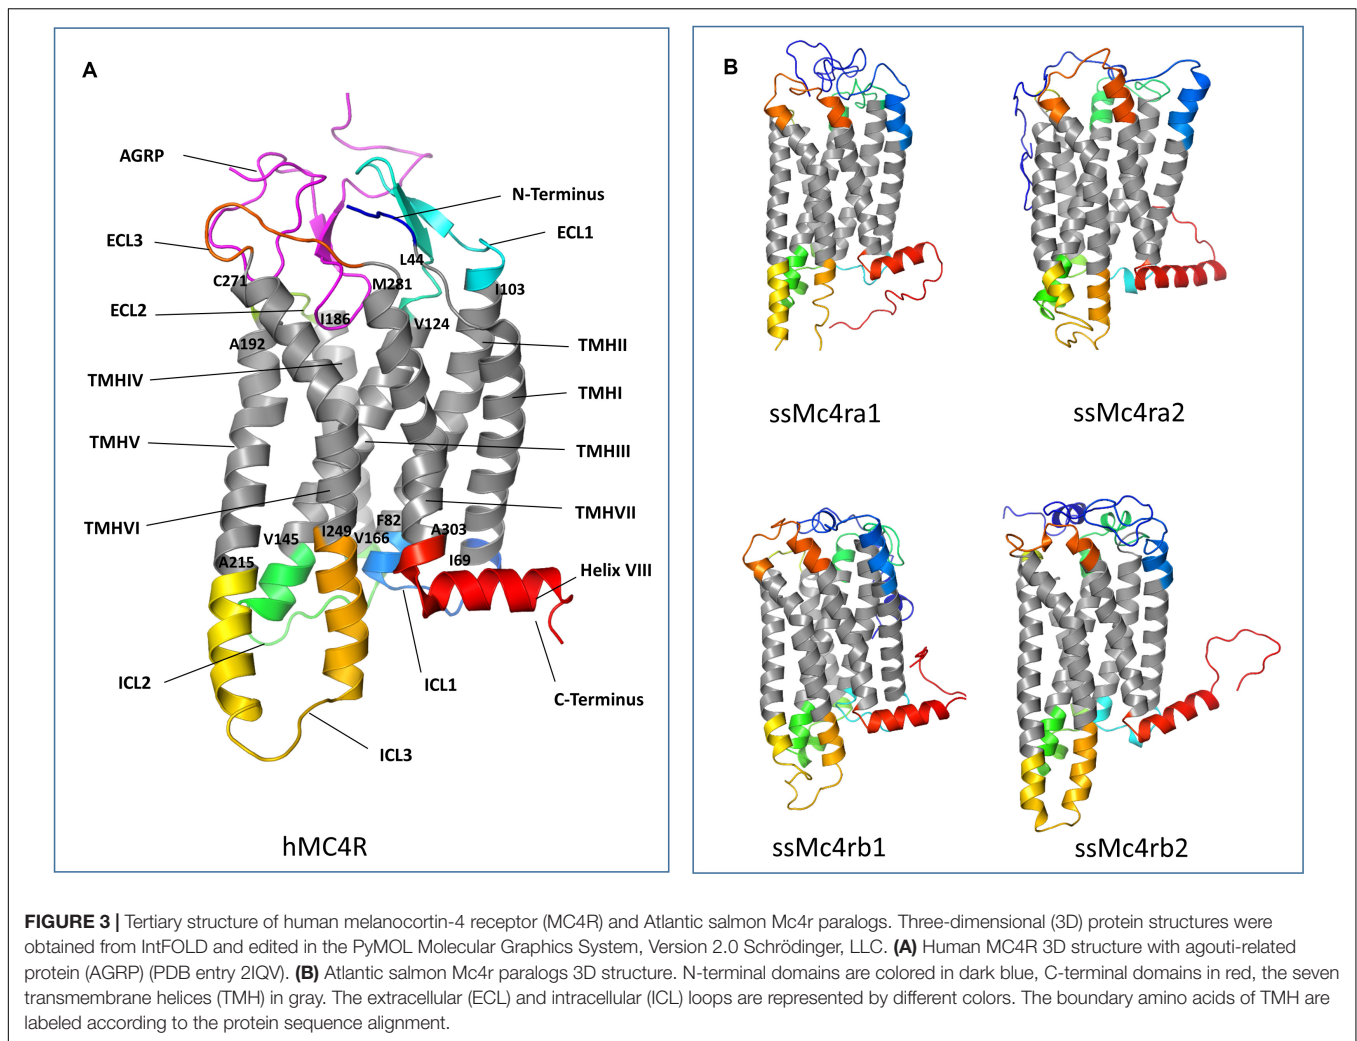 A
AGRP
N-Terminus
ECL3
ECL1
L44
C271
M281
I103
ECL2
I186
V124
A192
TMHII
TMHIV
TMHI
TMHV
TMHIII
TMHVI
TMHVII
F82
A303
V145
I249
V166
A215
I69
Helix VIII
ICL2
ICL1
C-Terminus
ICL3
hMC4R
B
ssMc4ra1
ssMc4ra2
ssMc4rb1
ssMc4rb2
FIGURE 3 | Tertiary structure of human melanocortin-4 receptor (MC4R) and Atlantic salmon Mc4r paralogs. Three-dimensional (3D) protein structures were
obtained from IntFOLD and edited in the PyMOL Molecular Graphics System, Version 2.0 Schrödinger, LLC. (A) Human MC4R 3D structure with agouti-related
protein (AGRP) (PDB entry 2IQV). (B) Atlantic salmon Mc4r paralogs 3D structure. N-terminal domains are colored in dark blue, C-terminal domains in red, the seven
transmembrane helices (TMH) in gray. The extracellular (ECL) and intracellular (ICL) loops are represented by different colors. The boundary amino acids of TMH are
labeled according to the protein sequence alignment.